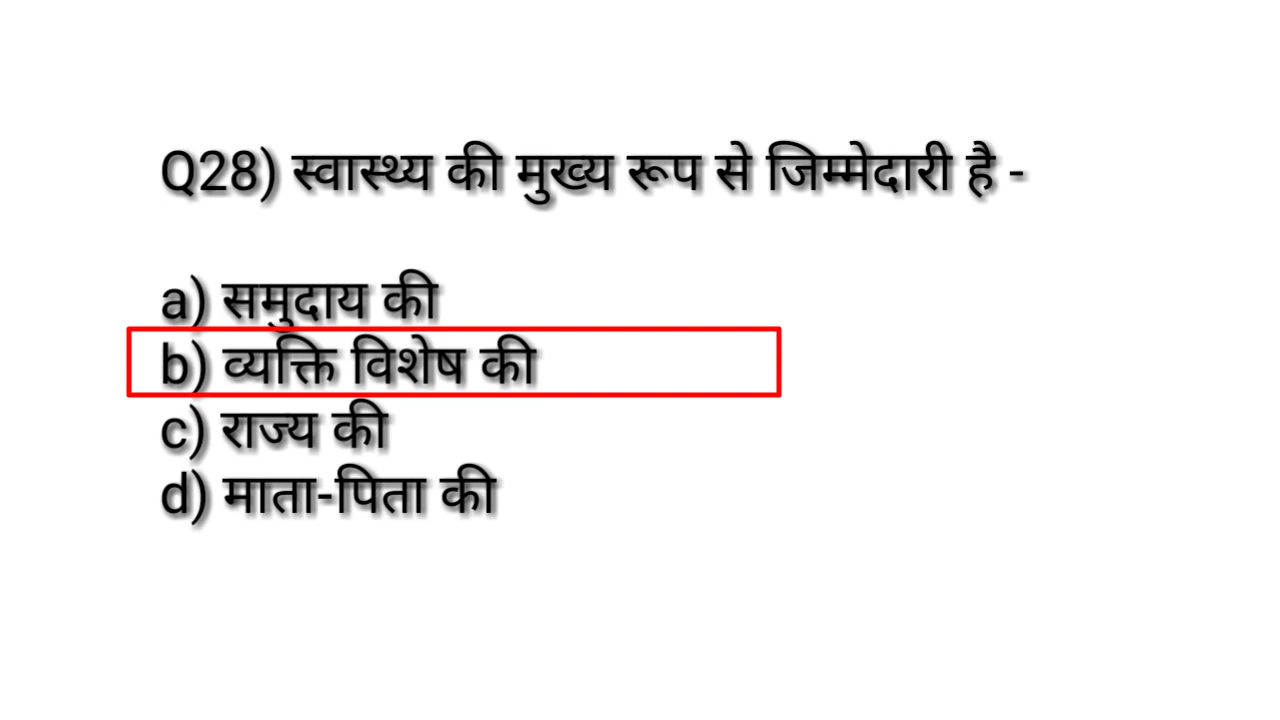 Q28) स्वास्थ्य की मुख्य रूप से जिम्मेदारी है -
a) समुदाय की
b) व्यक्ति विशेष की
c) राज्य की
d) माता-पिता की